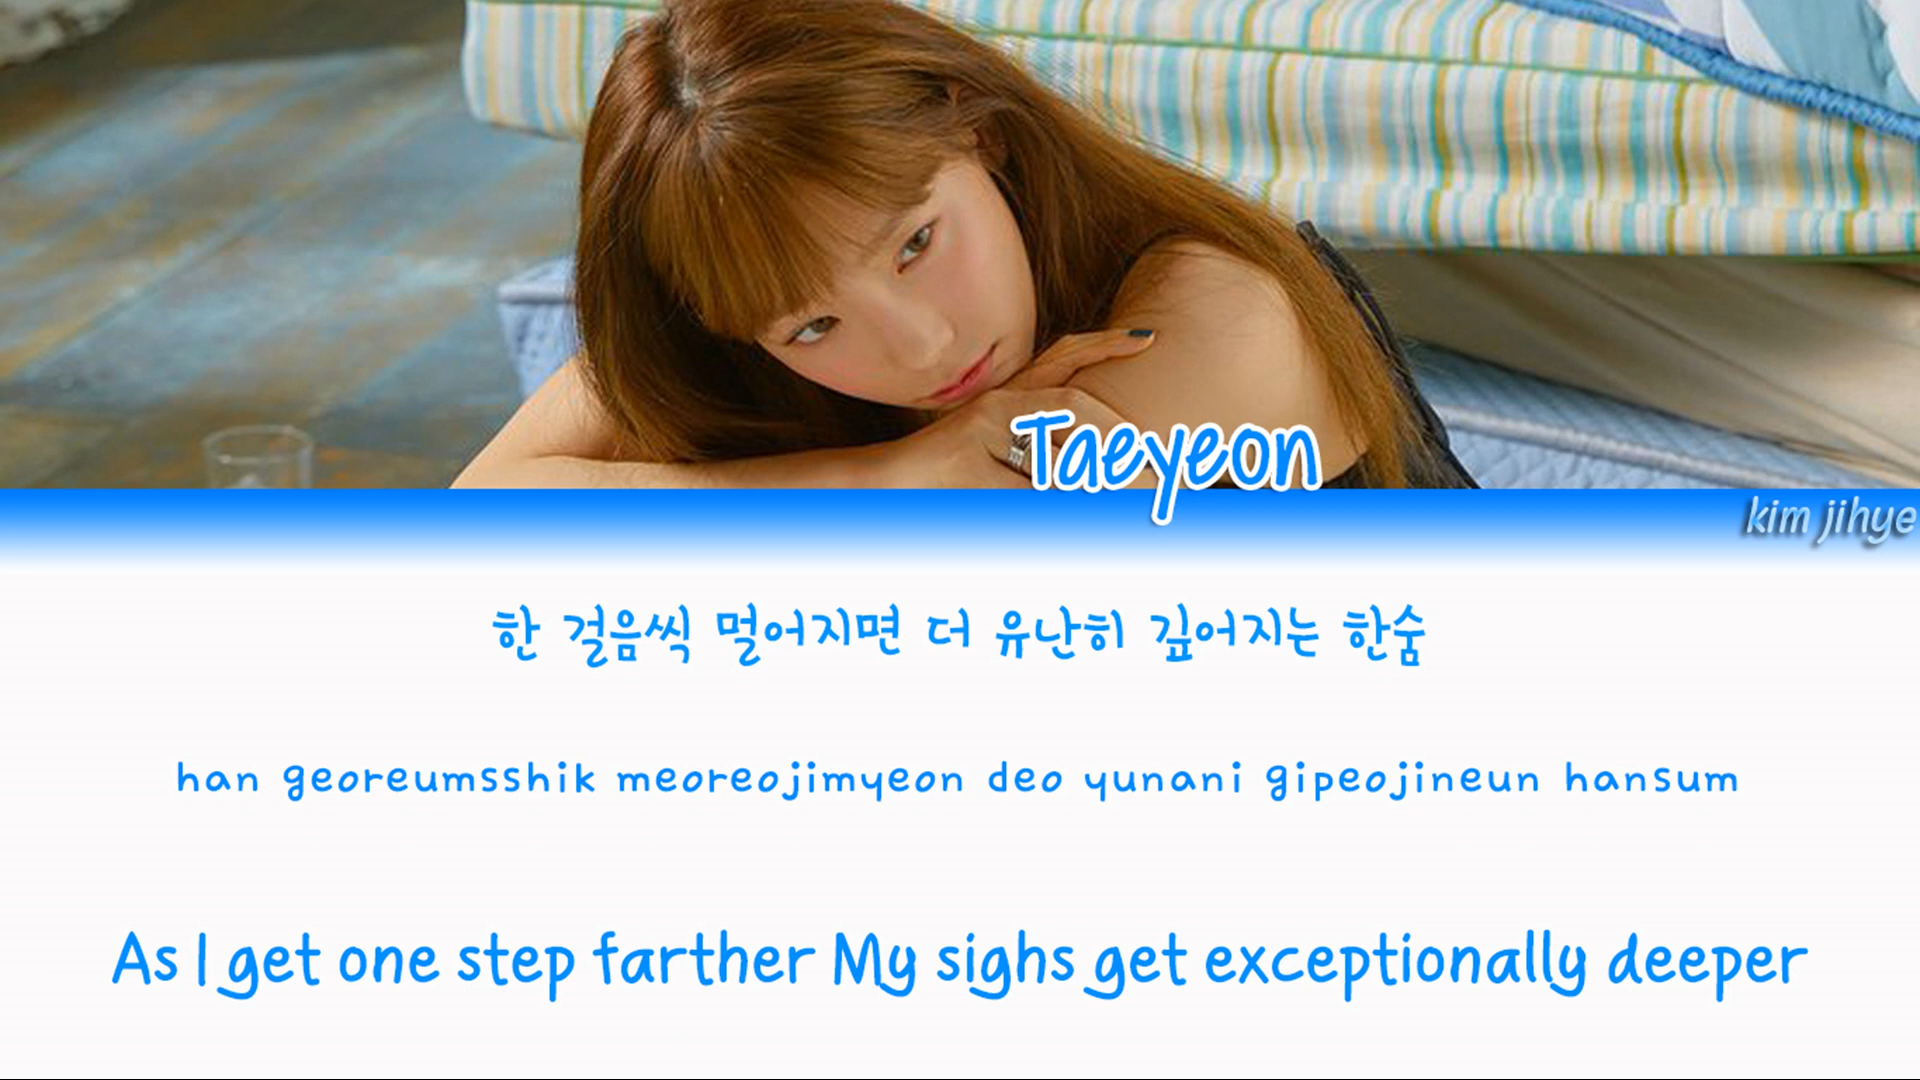 Taeyeon
kim jihye
한 걸음씩 멀어지면 더 유난히 깊어지는 한숨
han georeumsshik meoreojimyeon deo yunani gipeojineun hansum
As I get one step farther My sighs get exceptionally deeper